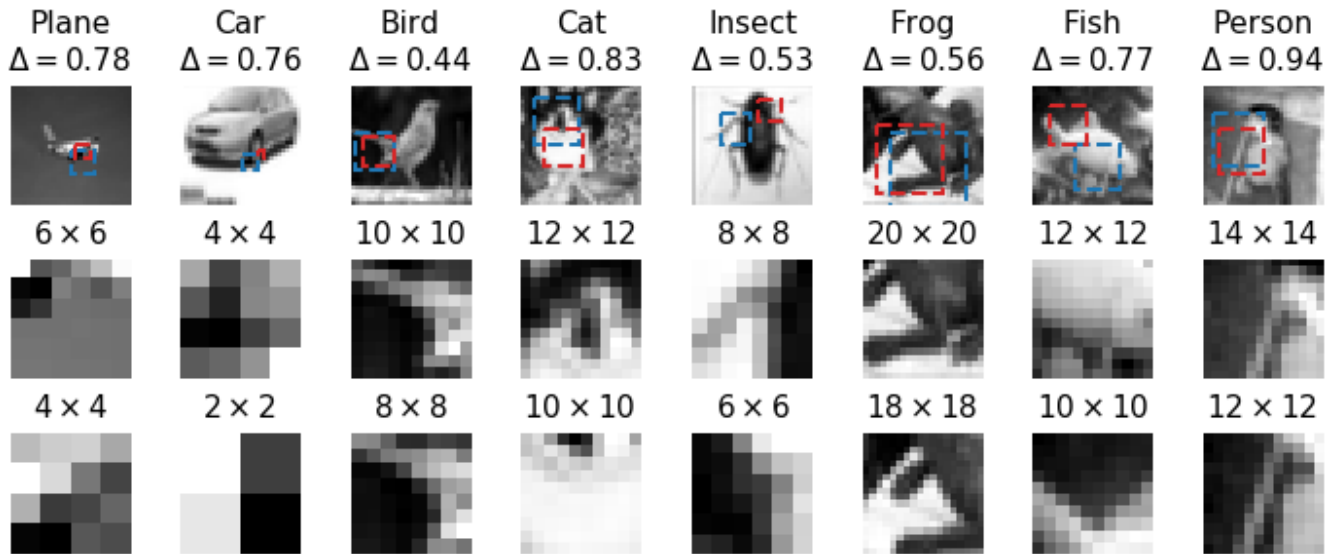 Plane Car Bird Cat Insect Frog Fish Person
Δ = 0.78 Δ = 0.76 Δ = 0.44 Δ = 0.83 Δ = 0.53 Δ = 0.56 Δ = 0.77 Δ = 0.94
6 × 6 4 × 4 10 × 10 12 × 12 8 × 8 20 × 20 12 × 12 14 × 14
4 × 4 2 × 2 8 × 8 10 × 10 6 × 6 18 × 18 10 × 10 12 × 12